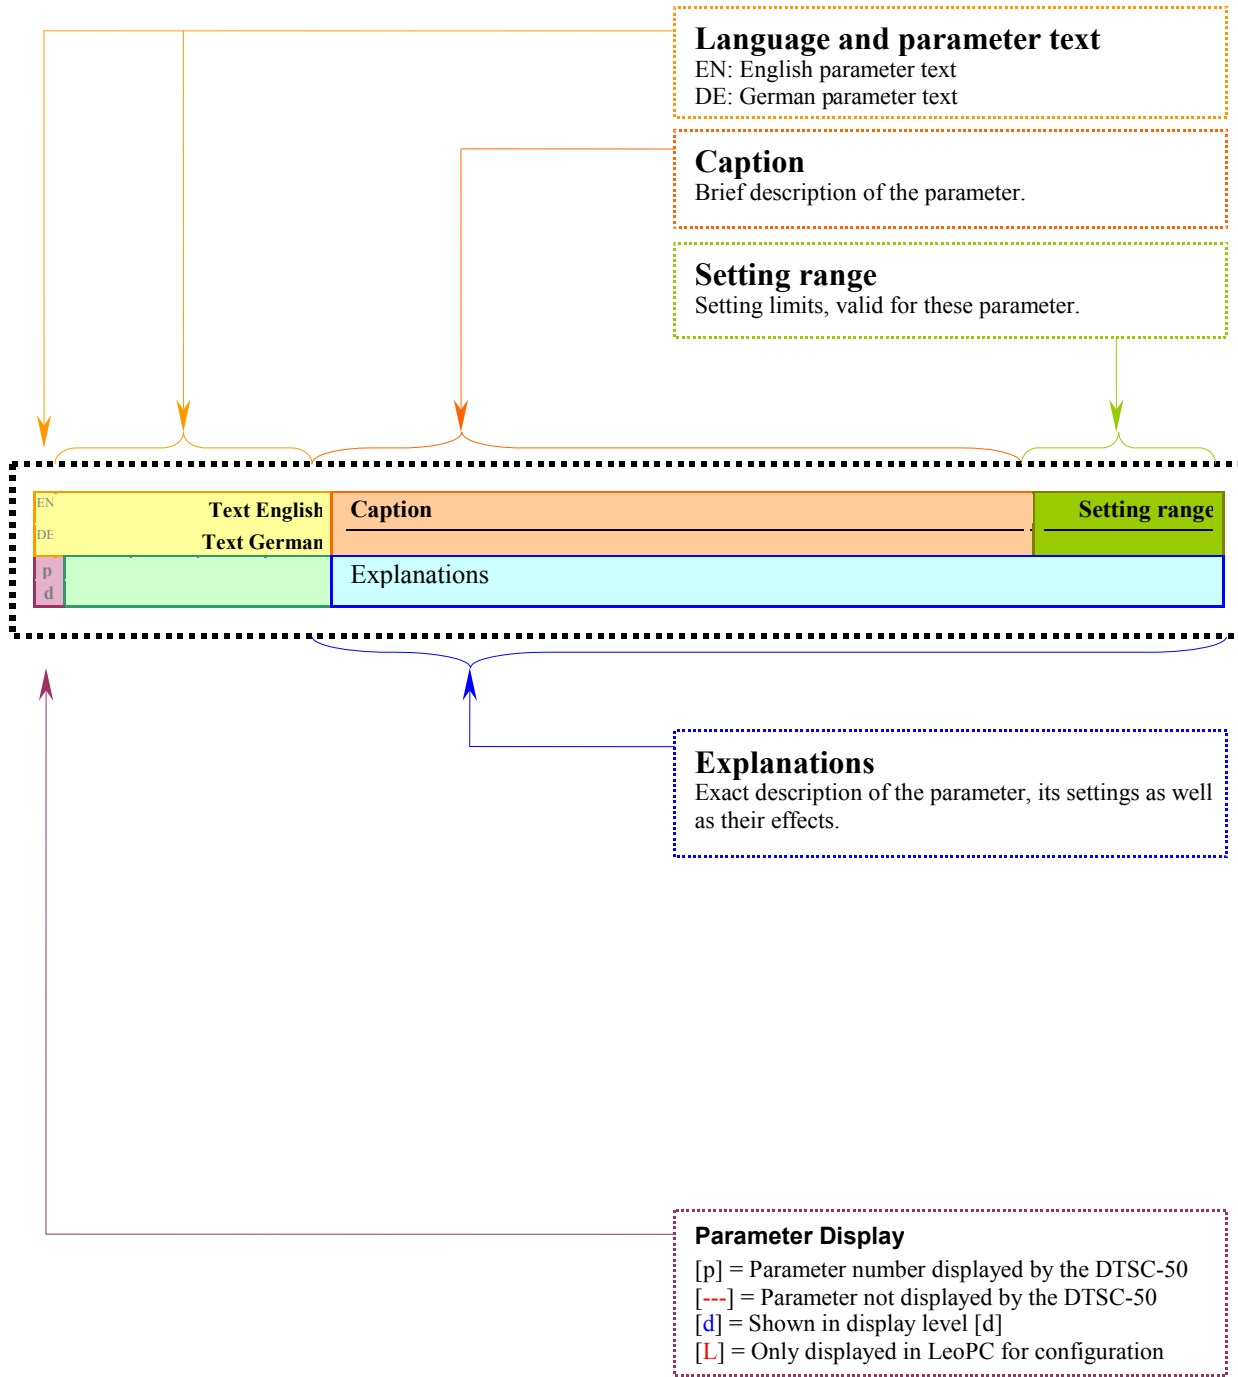 Language and parameter text
EN: English parameter text
DE: German parameter text
Caption
Brief description of the parameter.
Setting range
Setting limits, valid for these parameter.
EN
Text English
Caption
Setting range
DE
Text German
p
Explanations
d
Explanations
Exact description of the parameter, its settings as well
as their effects.
Parameter Display
[p] = Parameter number displayed by the DTSC-50
[---] = Parameter not displayed by the DTSC-50
[d] = Shown in display level [d]
[L] = Only displayed in LeoPC for configuration